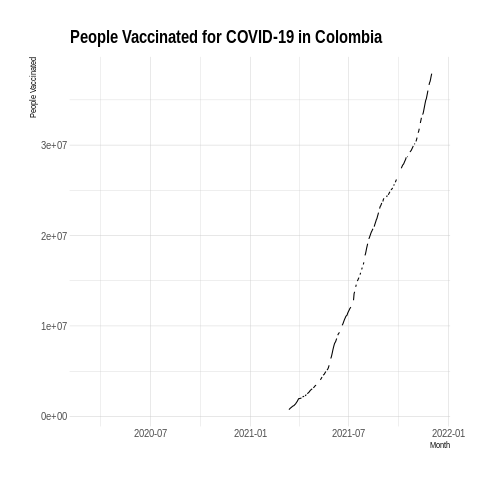 People Vaccinated for COVID-19 in Colombia
People Vaccinated
3e+07
2e+07
1e+07
0e+00
2020-07 2021-01 2021-07 2022-01
Month